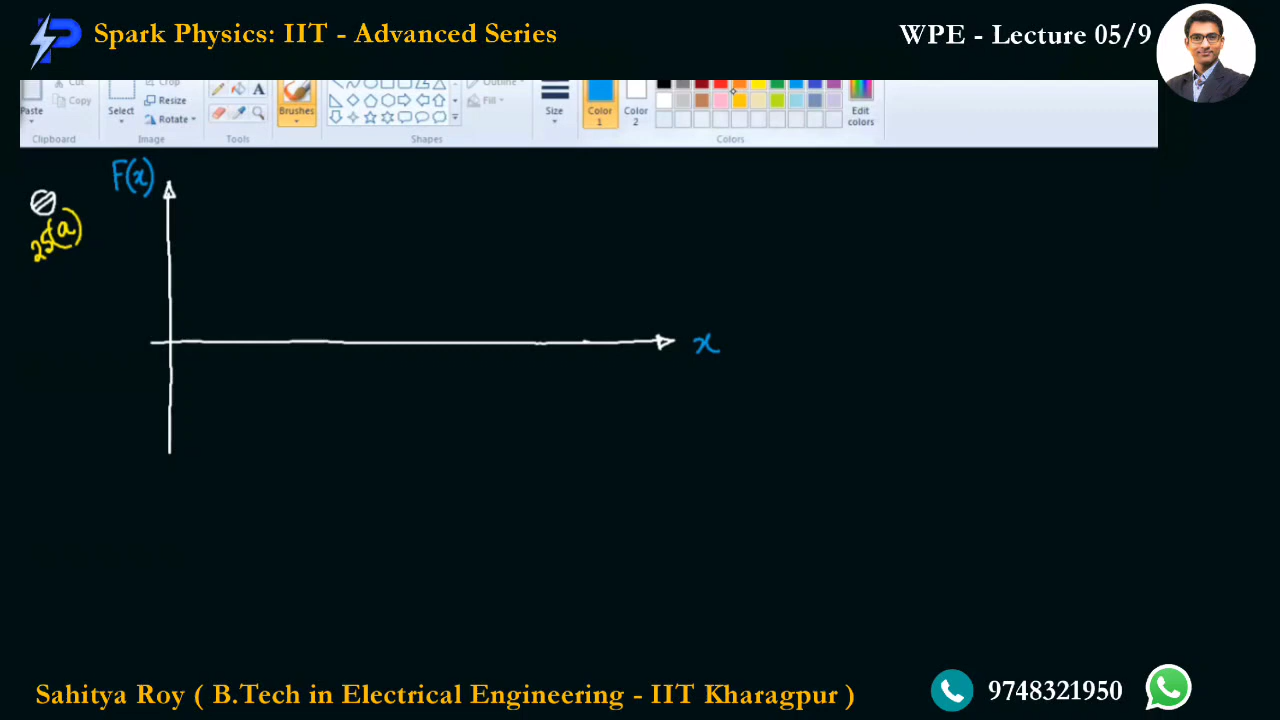 Spark Physics: IIT - Advanced Series
WPE - Lecture 05/9
Cut
Copy
Paste
Clipboard
Crop
Resize
Rotate
Select
Image
A
Tools
Brushes
Outline
Fill
Shapes
Size
Color 1
Color 2
Edit colors
Colors
F(x)
25(a)
x
Sahitya Roy ( B.Tech in Electrical Engineering - IIT Kharagpur )
9748321950